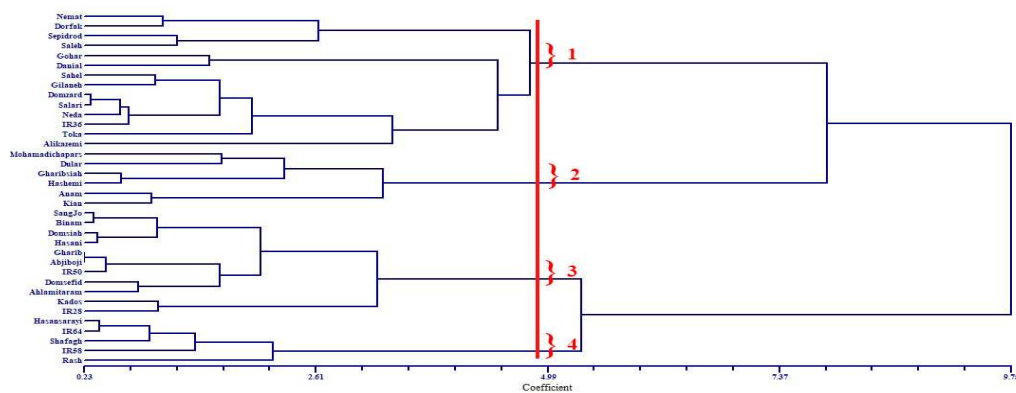 Nemat
Dorfak
Sepidrod
Saleh
Gohar
Danial
Sahel
Gilaneh
Domzard
Salari
Neda
IR36
Toka
Alikazemi
Mohamadichapars
Dular
Gharibsiah
Hashemi
Anam
Kian
SangJo
Binam
Domsiah
Hasani
Gharib
Abjiboji
IR50
Domsefid
Ahlamitaram
Kados
IR28
Hasansarayi
IR64
Shafagh
IR58
Rash
} 1
} 2
} 3
} 4
0.23 2.61 4.99 7.37 9.75
Coefficient